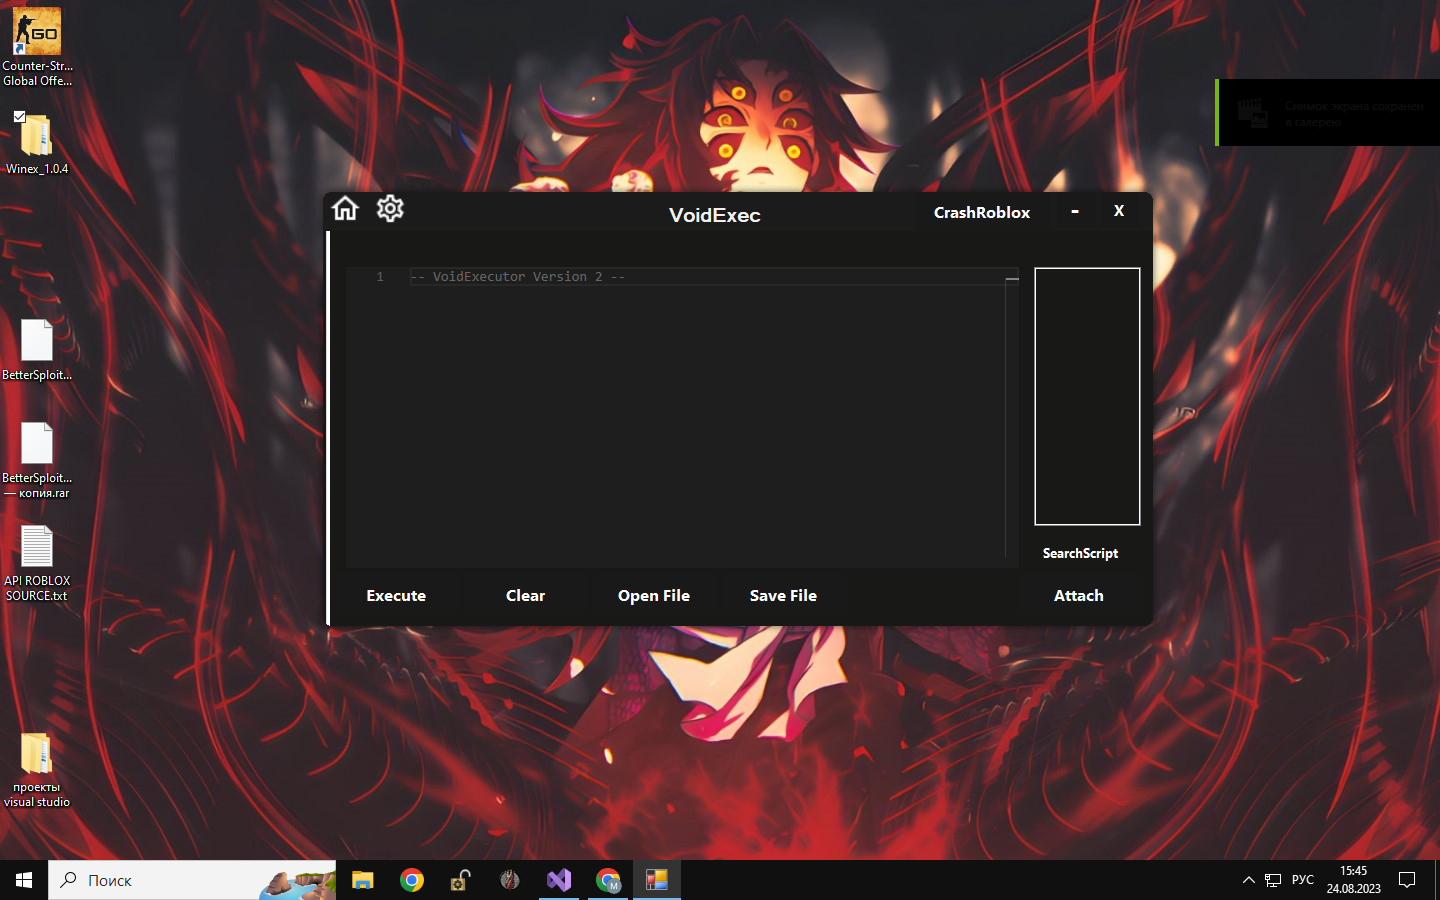 GO
Counter-Str...
Global Offe...
Winex_1.0.4
BetterSploit...
BetterSploit...
— копия.rar
API ROBLOX
SOURCE.txt
проекты
visual studio
Снимок экрана сохранен
в галерею
VoidExec
CrashRoblox
-
X
1
-- VoidExecutor Version 2 --
SearchScript
Execute
Clear
Open File
Save File
Attach
Поиск
M
РУС
15:45
24.08.2023